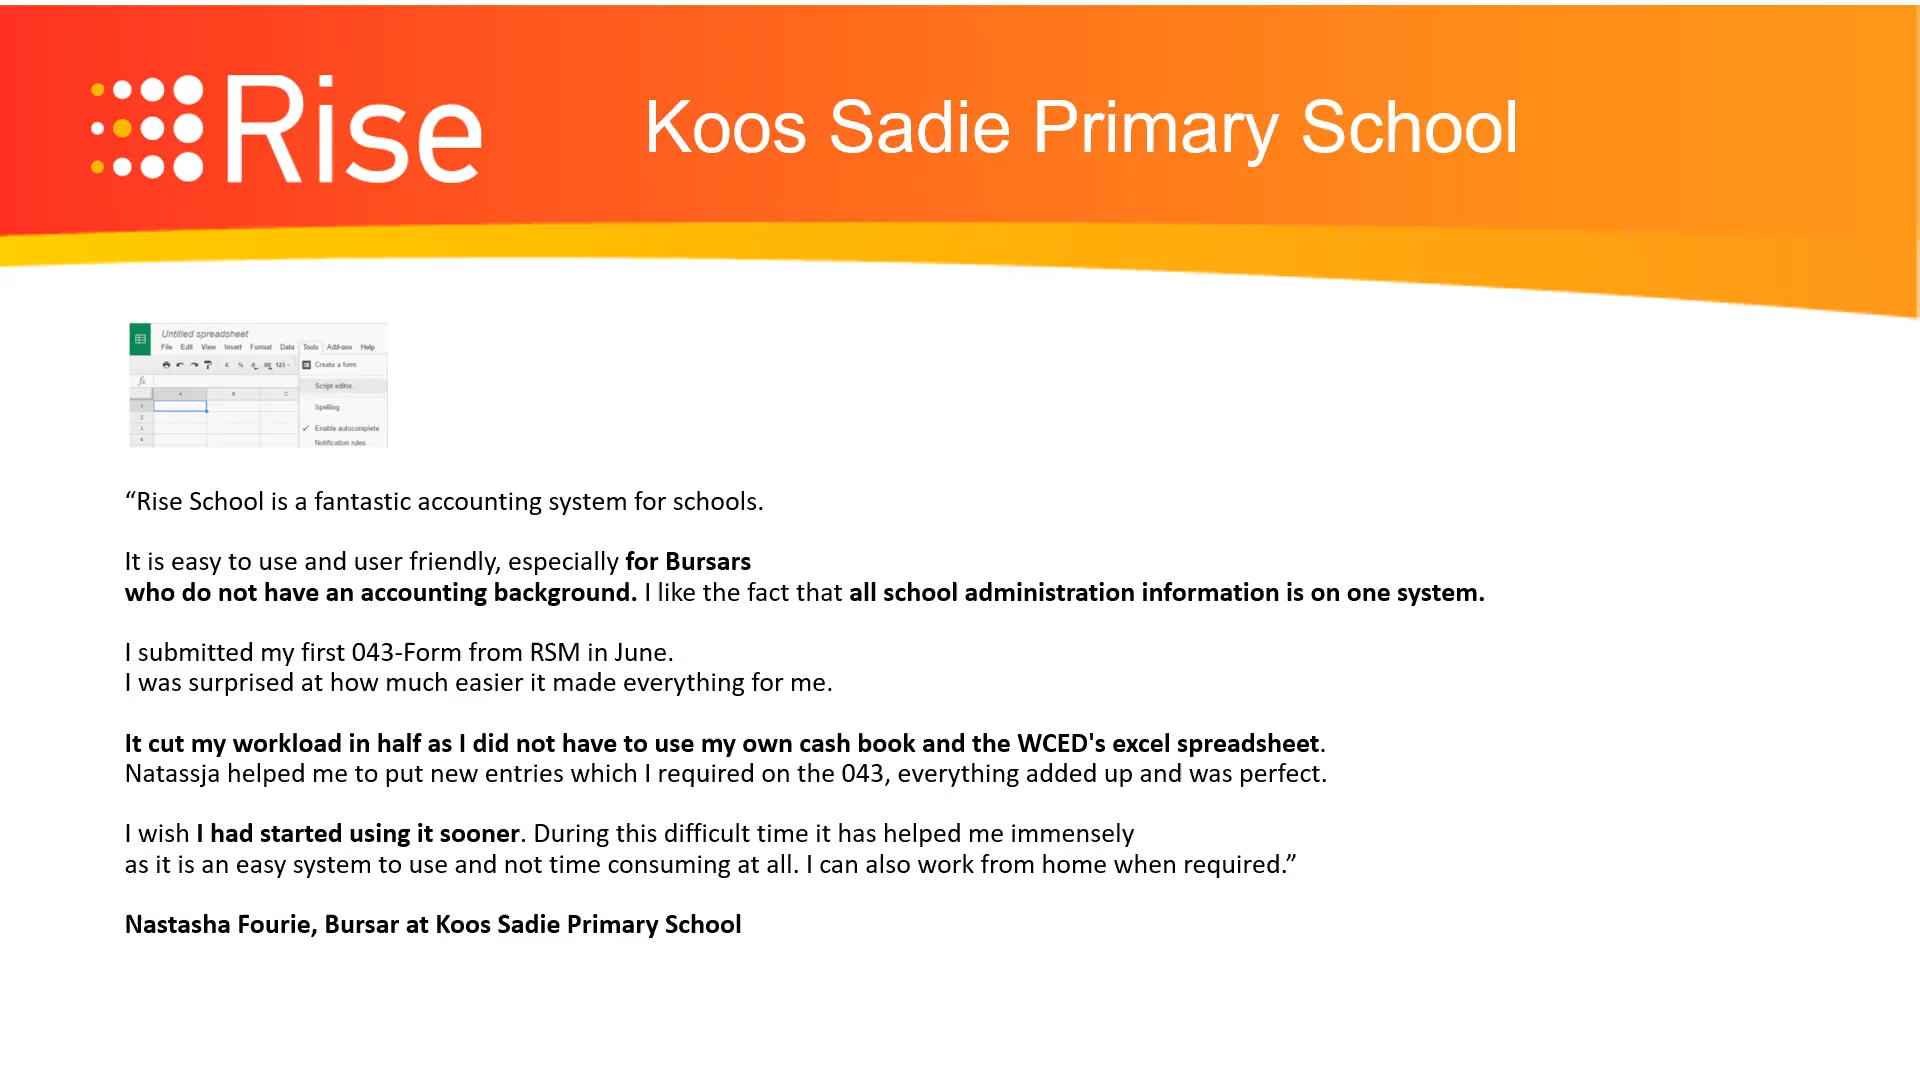 Rise
Koos Sadie Primary School
Untitled spreadsheet
File Edit View Insert Format Data Tools Add-ons Help
£ % .0 .00 123
Create a form
fx
Script editor...
A B C
1
Spelling
2
3
Enable autocomplete
4
Notification rules
“Rise School is a fantastic accounting system for schools.
It is easy to use and user friendly, especially for Bursars
who do not have an accounting background. I like the fact that all school administration information is on one system.
I submitted my first 043-Form from RSM in June.
I was surprised at how much easier it made everything for me.
It cut my workload in half as I did not have to use my own cash book and the WCED's excel spreadsheet.
Natassja helped me to put new entries which I required on the 043, everything added up and was perfect.
I wish I had started using it sooner. During this difficult time it has helped me immensely
as it is an easy system to use and not time consuming at all. I can also work from home when required.”
Nastasha Fourie, Bursar at Koos Sadie Primary School